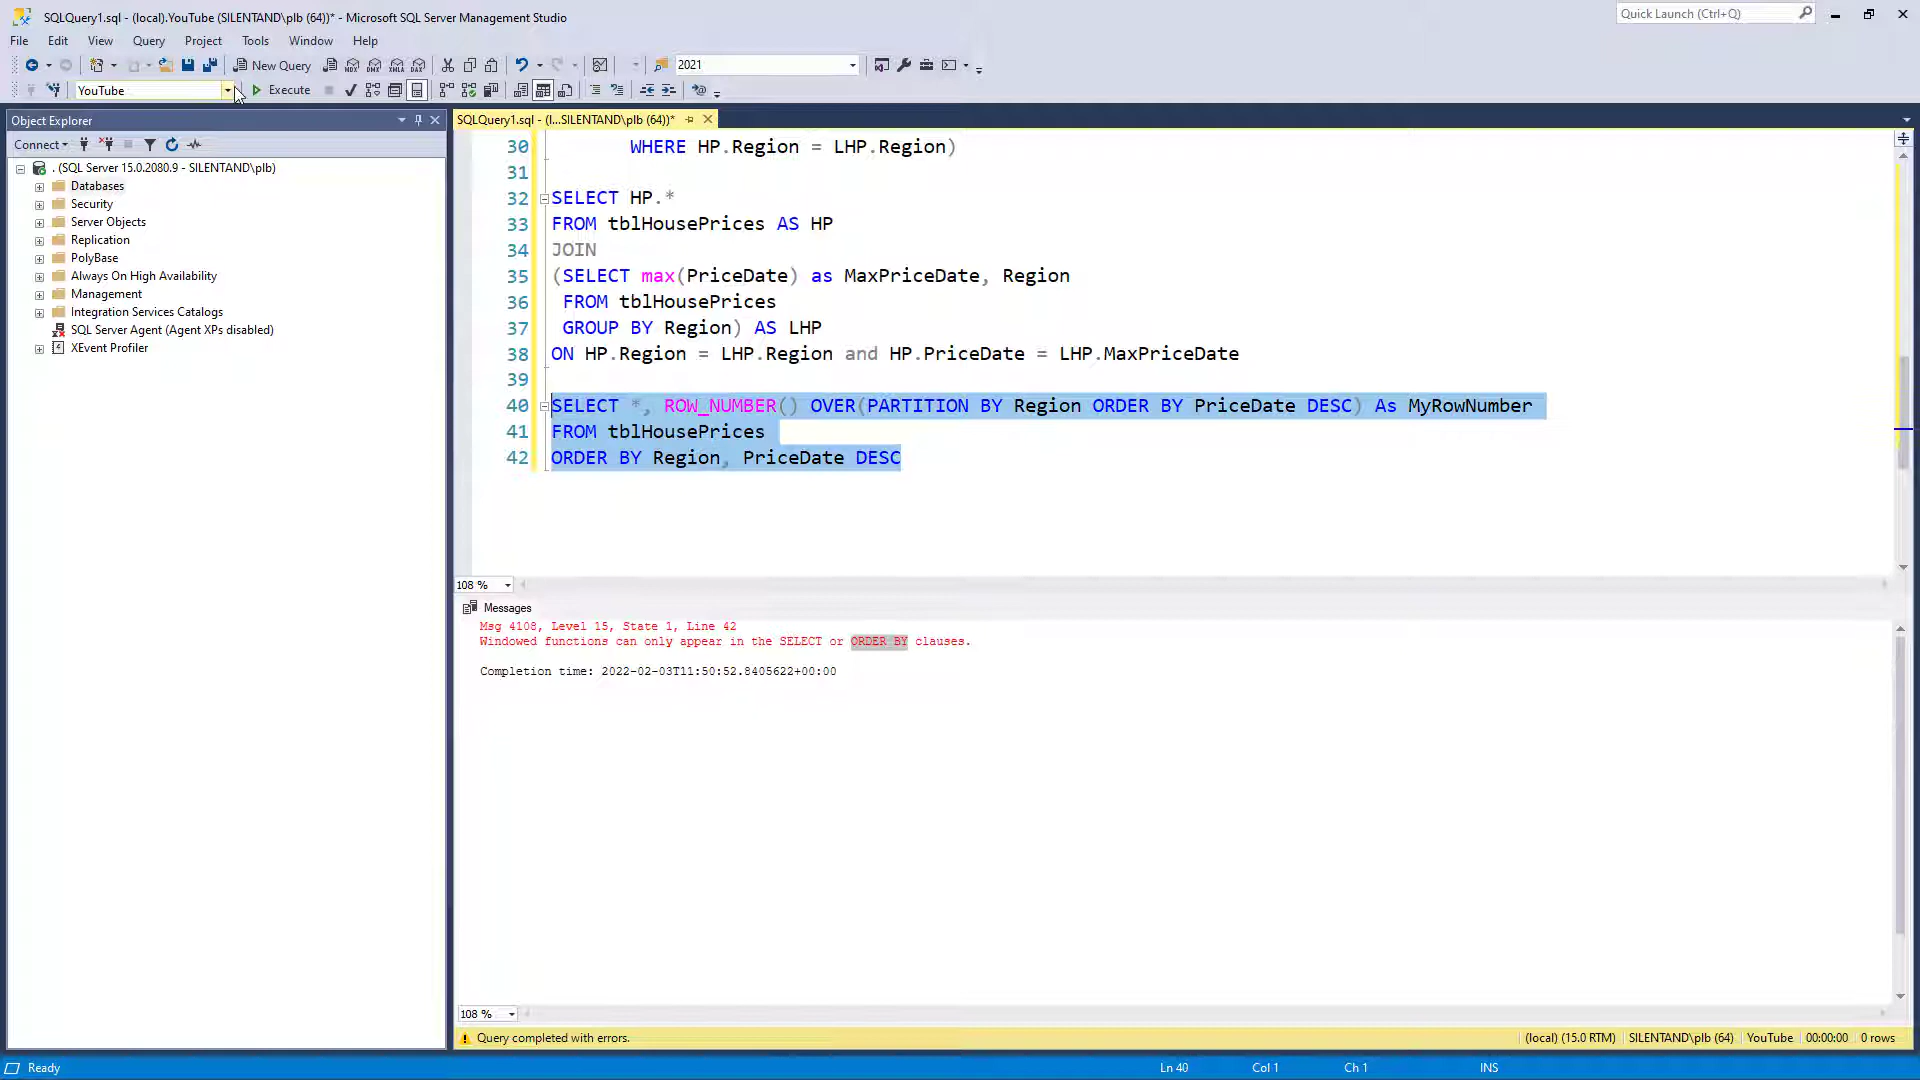 SQLQuery1.sql - (local).YouTube (SILENTAND\plb (64))* - Microsoft SQL Server Management Studio
Quick Launch (Ctrl+Q)
File Edit View Query Project Tools Window Help
New Query
2021
YouTube
Execute
Object Explorer
SQLQuery1.sql - (l...SILENTAND\plb (64))*
Connect
. (SQL Server 15.0.2080.9 - SILENTAND\plb)
Databases
Security
Server Objects
Replication
PolyBase
Always On High Availability
Management
Integration Services Catalogs
SQL Server Agent (Agent XPs disabled)
XEvent Profiler
30 WHERE HP.Region = LHP.Region)
31
32 SELECT HP.*
33 FROM tblHousePrices AS HP
34 JOIN
35 (SELECT max(PriceDate) as MaxPriceDate, Region
36 FROM tblHousePrices
37 GROUP BY Region) AS LHP
38 ON HP.Region = LHP.Region and HP.PriceDate = LHP.MaxPriceDate
39
40 SELECT *, ROW_NUMBER() OVER(PARTITION BY Region ORDER BY PriceDate DESC) As MyRowNumber
41 FROM tblHousePrices
42 ORDER BY Region, PriceDate DESC
108 %
Messages
Msg 4108, Level 15, State 1, Line 42
Windowed functions can only appear in the SELECT or ORDER BY clauses.
Completion time: 2022-02-03T11:50:52.8405622+00:00
108 %
Query completed with errors.
(local) (15.0 RTM) SILENTAND\plb (64) YouTube 00:00:00 0 rows
Ready
Ln 40 Col 1 Ch 1 INS